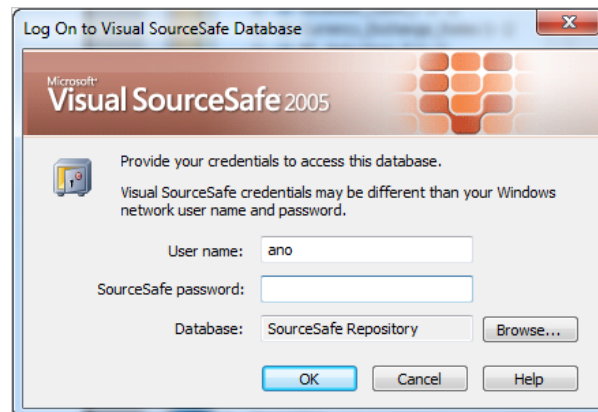 Log On to Visual SourceSafe Database
Microsoft
Visual SourceSafe 2005
Provide your credentials to access this database.
Visual SourceSafe credentials may be different than your Windows
network user name and password.
User name: ano
SourceSafe password:
Database: SourceSafe Repository Browse...
OK Cancel Help